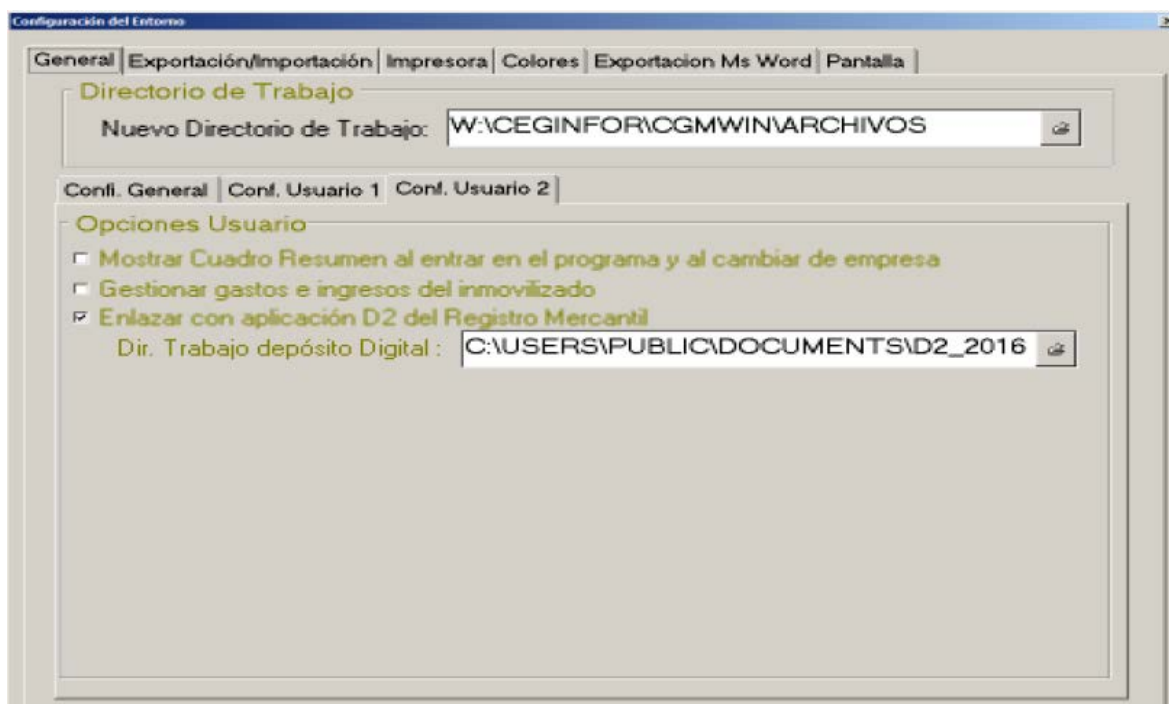 Configuración del Entorno
General Exportación/Importación Impresora Colores Exportacion Ms Word Pantalla
Directorio de Trabajo
Nuevo Directorio de Trabajo: W:\CEGINFOR\CGMWIN\ARCHIVOS
Confi. General Conf. Usuario 1 Conf. Usuario 2
Opciones Usuario
Mostrar Cuadro Resumen al entrar en el programa y al cambiar de empresa
Gestionar gastos e ingresos del inmovilizado
Enlazar con aplicación D2 del Registro Mercantil
Dir. Trabajo depósito Digital : C:\USERS\PUBLIC\DOCUMENTS\D2_2016